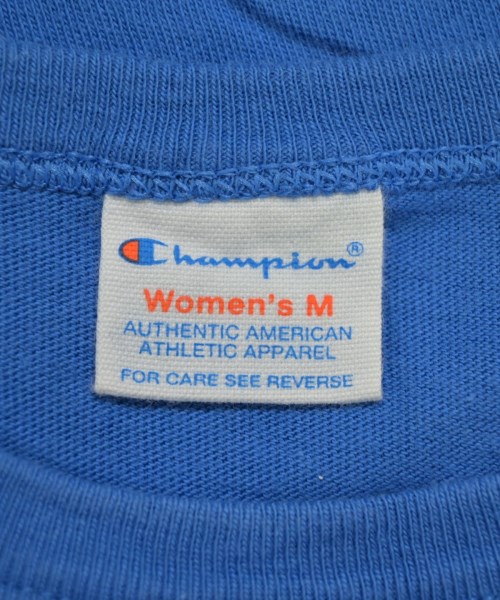 Champion®
Women's M
AUTHENTIC AMERICAN
ATHLETIC APPAREL
FOR CARE SEE REVERSE